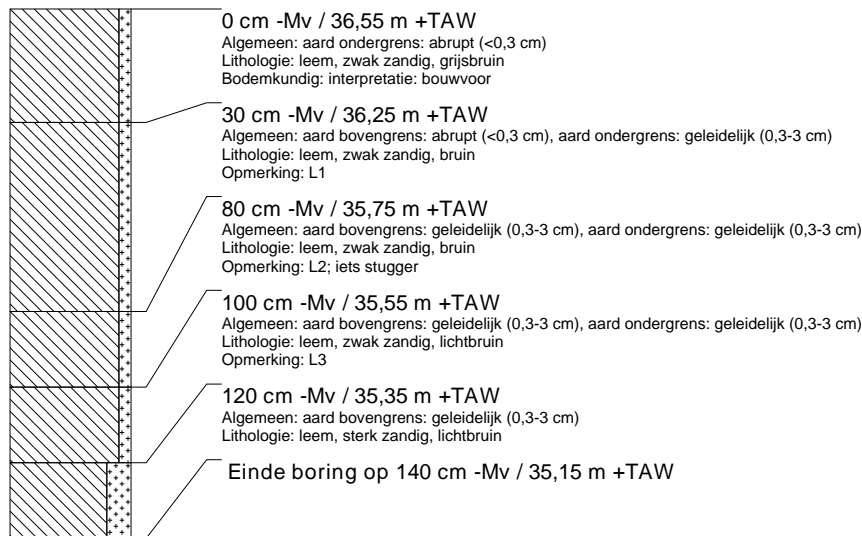 0 cm -Mv / 36,55 m +TAW
Algemeen: aard ondergrens: abrupt (<0,3 cm)
Lithologie: leem, zwak zandig, grijsbruin
Bodemkundig: interpretatie: bouwvoor
30 cm -Mv / 36,25 m +TAW
Algemeen: aard bovengrens: abrupt (<0,3 cm), aard ondergrens: geleidelijk (0,3-3 cm)
Lithologie: leem, zwak zandig, bruin
Opmerking: L1
80 cm -Mv / 35,75 m +TAW
Algemeen: aard bovengrens: geleidelijk (0,3-3 cm), aard ondergrens: geleidelijk (0,3-3 cm)
Lithologie: leem, zwak zandig, bruin
Opmerking: L2; iets stugger
100 cm -Mv / 35,55 m +TAW
Algemeen: aard bovengrens: geleidelijk (0,3-3 cm), aard ondergrens: geleidelijk (0,3-3 cm)
Lithologie: leem, zwak zandig, lichtbruin
Opmerking: L3
120 cm -Mv / 35,35 m +TAW
Algemeen: aard bovengrens: geleidelijk (0,3-3 cm)
Lithologie: leem, sterk zandig, lichtbruin
Einde boring op 140 cm -Mv / 35,15 m +TAW